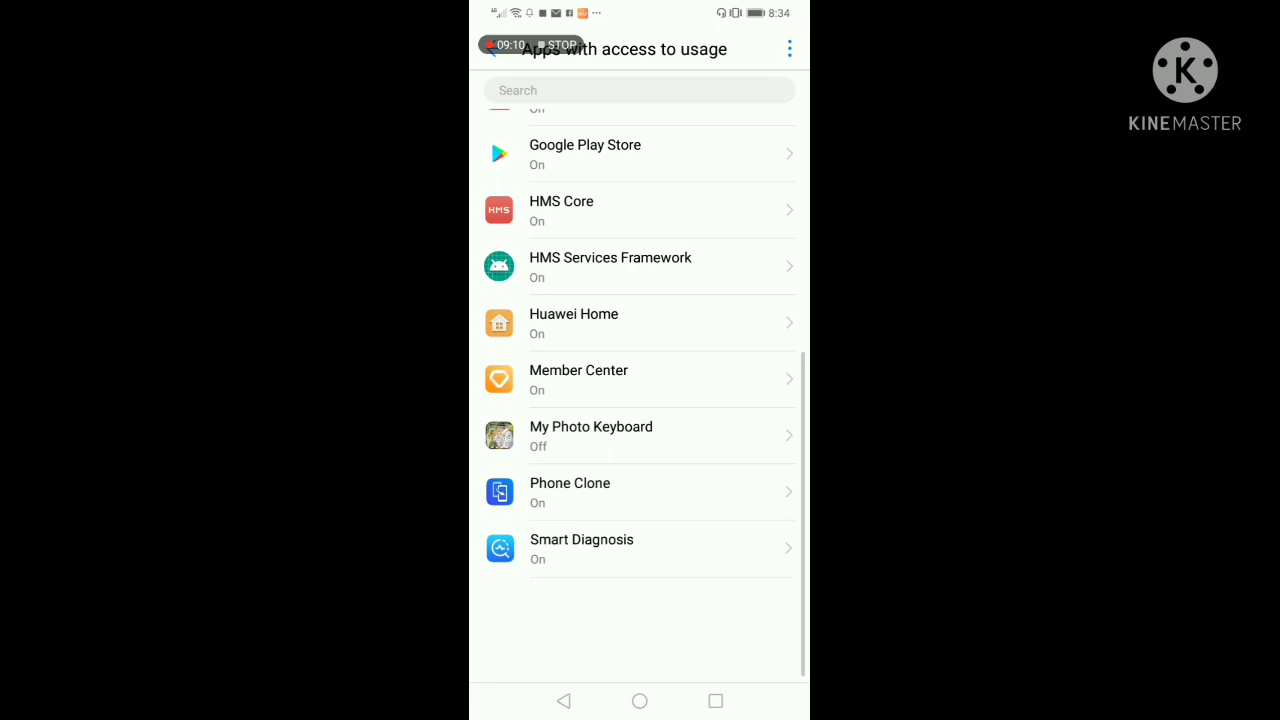 8:34
09:10 STOP
Apps with access to usage
Search
On
Google Play Store
On
HMS
HMS Core
On
HMS Services Framework
On
Huawei Home
On
Member Center
On
My Photo Keyboard
Off
Phone Clone
On
Smart Diagnosis
On
K
KINEMASTER